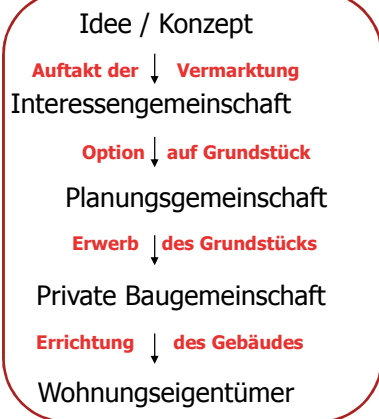 Idee / Konzept
Auftakt der Vermarktung
Interessengemeinschaft
Option auf Grundstück
Planungsgemeinschaft
Erwerb des Grundstücks
Private Baugemeinschaft
Errichtung des Gebäudes
Wohnungseigentümer